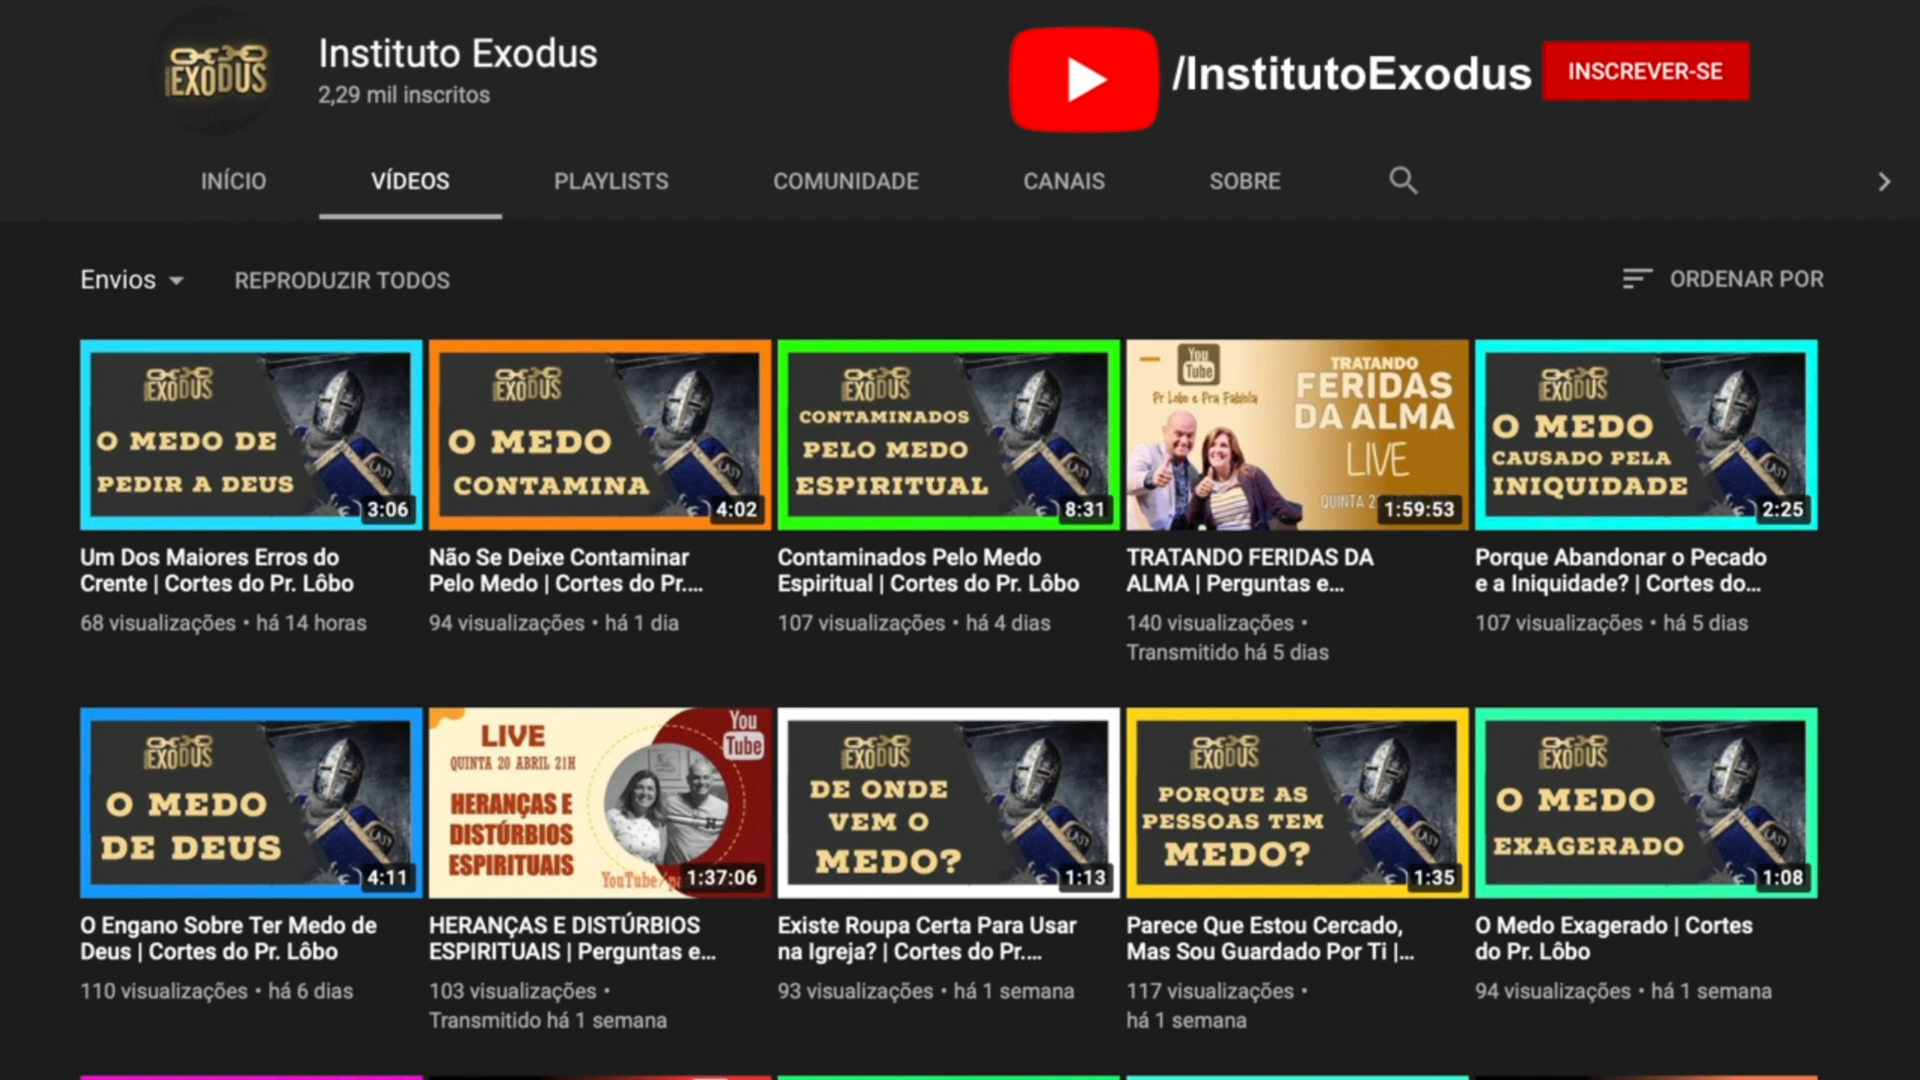 EXODUS
Instituto Exodus
2,29 mil inscritos
/InstitutoExodus
INSCREVER-SE
INÍCIO
VÍDEOS
PLAYLISTS
COMUNIDADE
CANAIS
SOBRE
Envios
REPRODUZIR TODOS
ORDENAR POR
EXODUS
O MEDO DE
PEDIR A DEUS
3:06
Um Dos Maiores Erros do
Crente | Cortes do Pr. Lôbo
68 visualizações • há 14 horas
EXODUS
O MEDO
CONTAMINA
4:02
Não Se Deixe Contaminar
Pelo Medo | Cortes do Pr....
94 visualizações • há 1 dia
EXODUS
CONTAMINADOS
PELO MEDO
ESPIRITUAL
8:31
Contaminados Pelo Medo
Espiritual | Cortes do Pr. Lôbo
107 visualizações • há 4 dias
You
Tube
Pr Lobo e Pra Fabíola
TRATANDO
FERIDAS
DA ALMA
LIVE
QUINTA
1:59:53
TRATANDO FERIDAS DA
ALMA | Perguntas e...
140 visualizações •
Transmitido há 5 dias
EXODUS
O MEDO
CAUSADO PELA
INIQUIDADE
2:25
Porque Abandonar o Pecado
e a Iniquidade? | Cortes do...
107 visualizações • há 5 dias
EXODUS
O MEDO
DE DEUS
4:11
O Engano Sobre Ter Medo de
Deus | Cortes do Pr. Lôbo
110 visualizações • há 6 dias
LIVE
QUINTA 20 ABRIL 21H
HERANÇAS E
DISTÚRBIOS
ESPIRITUAIS
You
Tube
YouTube/
1:37:06
HERANÇAS E DISTÚRBIOS
ESPIRITUAIS | Perguntas e...
103 visualizações •
Transmitido há 1 semana
EXODUS
DE ONDE
VEM O
MEDO?
1:13
Existe Roupa Certa Para Usar
na Igreja? | Cortes do Pr....
93 visualizações • há 1 semana
EXODUS
PORQUE AS
PESSOAS TEM
MEDO?
1:35
Parece Que Estou Cercado,
Mas Sou Guardado Por Ti |...
117 visualizações •
há 1 semana
EXODUS
O MEDO
EXAGERADO
1:08
O Medo Exagerado | Cortes
do Pr. Lôbo
94 visualizações • há 1 semana